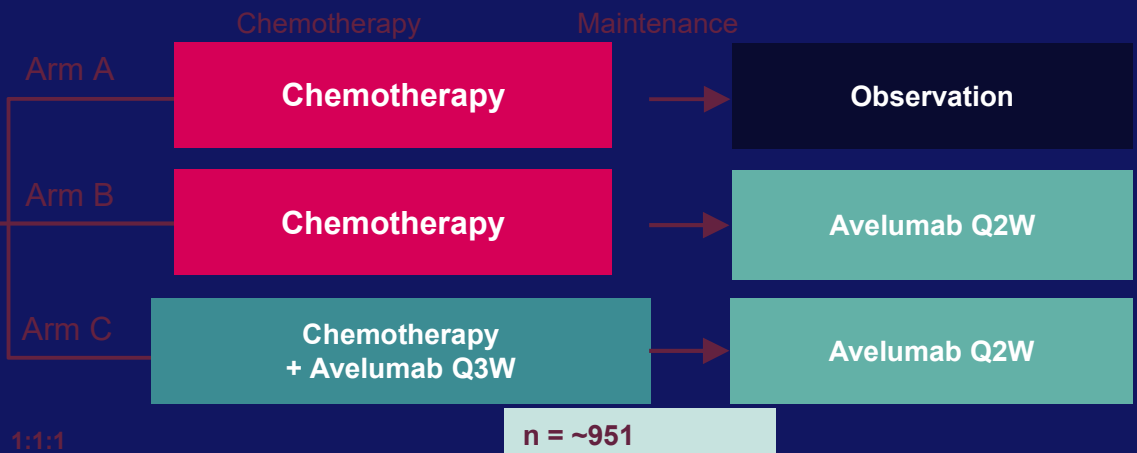 Chemotherapy Maintenance
Arm A
Chemotherapy
Observation
Arm B
Chemotherapy
Avelumab Q2W
Arm C
Chemotherapy
+ Avelumab Q3W
Avelumab Q2W
1:1:1
n = ~951